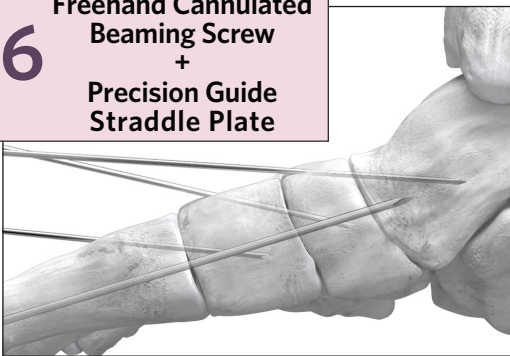 6
Freehand Cannulated
Beaming Screw
+
Precision Guide
Straddle Plate